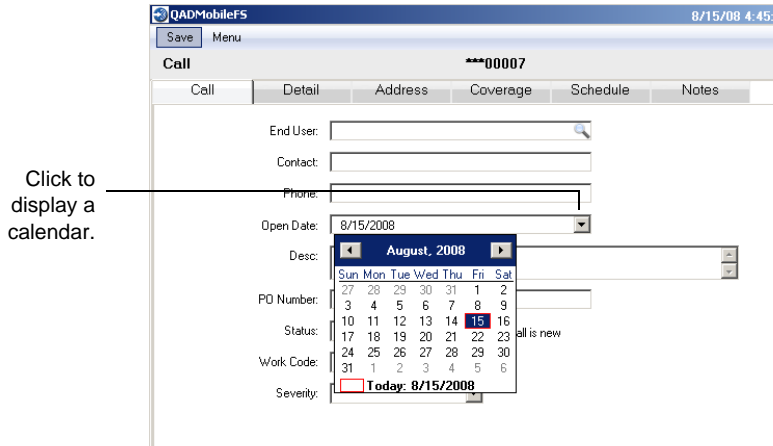 QADMobileFS 8/15/08 4:45:
Save Menu
Call ***00007
Call Detail Address Coverage Schedule Notes
End User:
Contact:
Click to
display a
calendar.
Phone:
Open Date: 8/15/2008
Desc:
August, 2008
Sun Mon Tue Wed Thu Fri Sat
27 28 29 30 31 1 2
PO Number:
3 4 5 6 7 8 9
10 11 12 13 14 15 16
Status: all is new
17 18 19 20 21 22 23
24 25 26 27 28 29 30
Work Code:
31 1 2 3 4 5 6
Today: 8/15/2008
Severity: